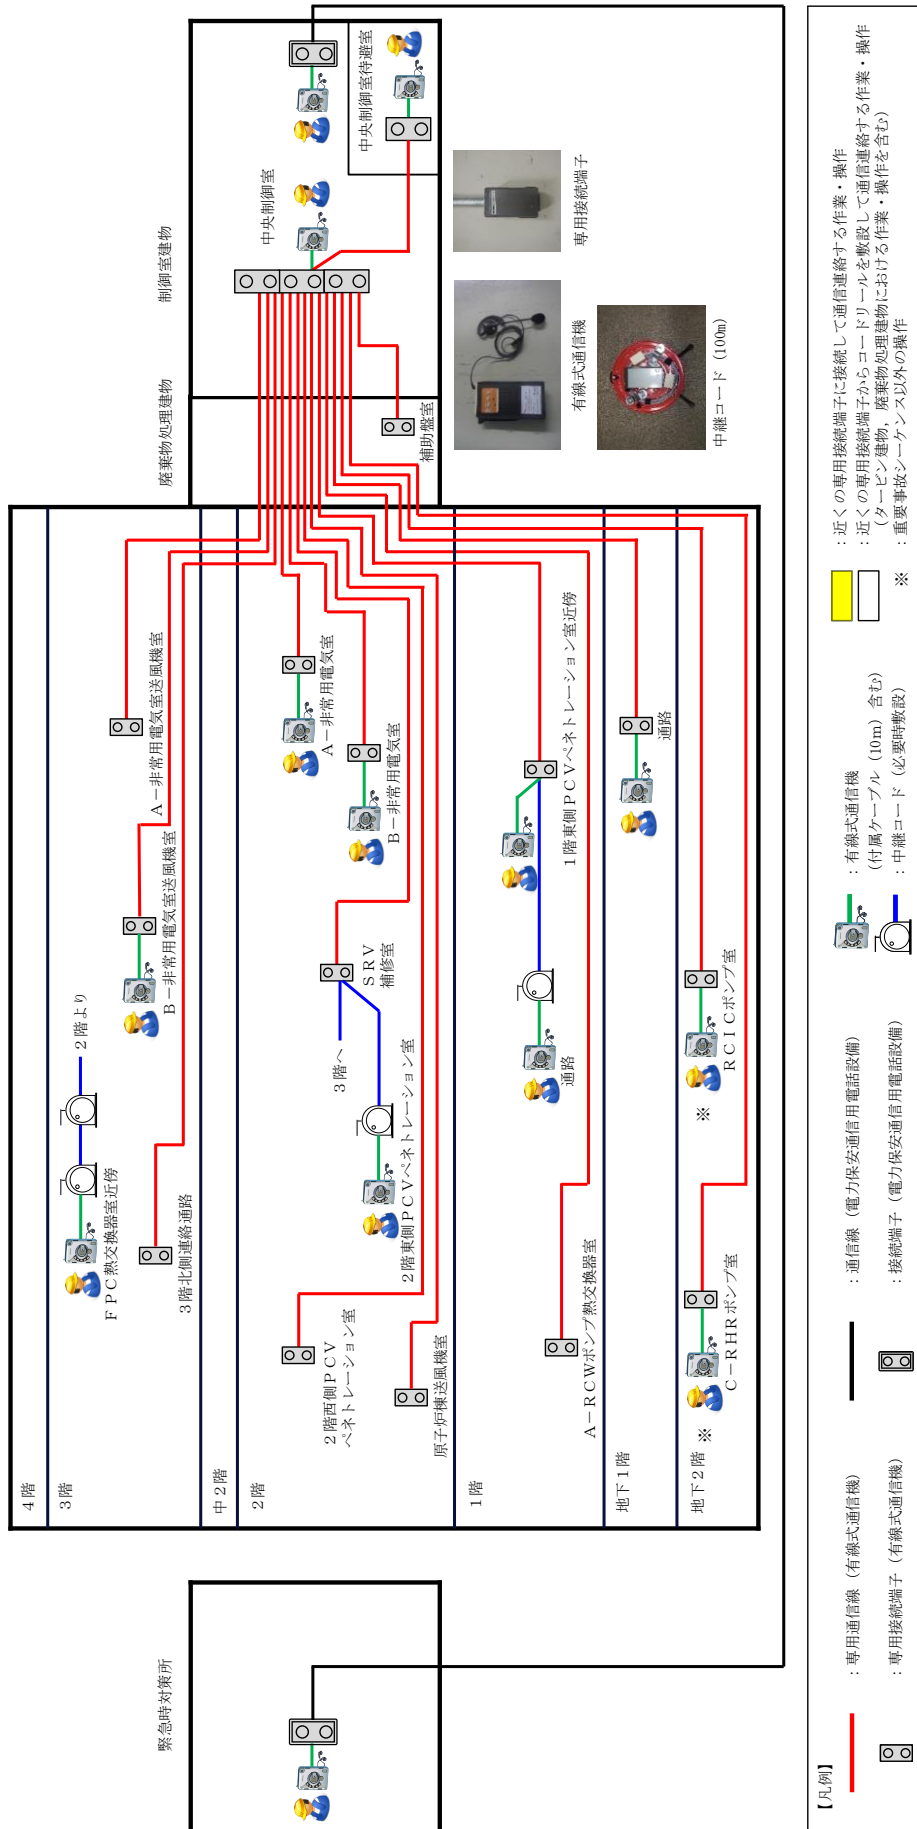 緊急時対策所
廃棄物処理建物
制御室建物
中央制御室
中央制御室待避室
補助盤室
4階
3階
中2階
2階
1階
地下1階
地下2階
FPC熱交換器室近傍
2階より
3階北側連絡通路
B－非常用電気室送風機室
A－非常用電気室送風機室
2階西側PCV
ペネトレーション室
原子炉棟送風機室
2階東側PCVペネトレーション室
3階へ
SRV
補修室
B－非常用電気室
A－非常用電気室
A－RCWポンプ熱交換器室
通路
1階東側PCVペネトレーション室近傍
通路
※
C－RHRポンプ室
※
RCICポンプ室
有線式通信機
専用接続端子
中継コード（100m）
【凡例】
：専用通信線（有線式通信機）
：専用接続端子（有線式通信機）
：通信線（電力保安通信用電話設備）
：接続端子（電力保安通信用電話設備）
：有線式通信機
（付属ケーブル（10m）含む）
：中継コード（必要時敷設）
：近くの専用接続端子に接続して通信連絡する作業・操作
：近くの専用接続端子からコードリールを敷設して通信連絡する作業・操作
（タービン建物，廃棄物処理建物における作業・操作を含む）
※ ：重要事故シーケンス以外の操作